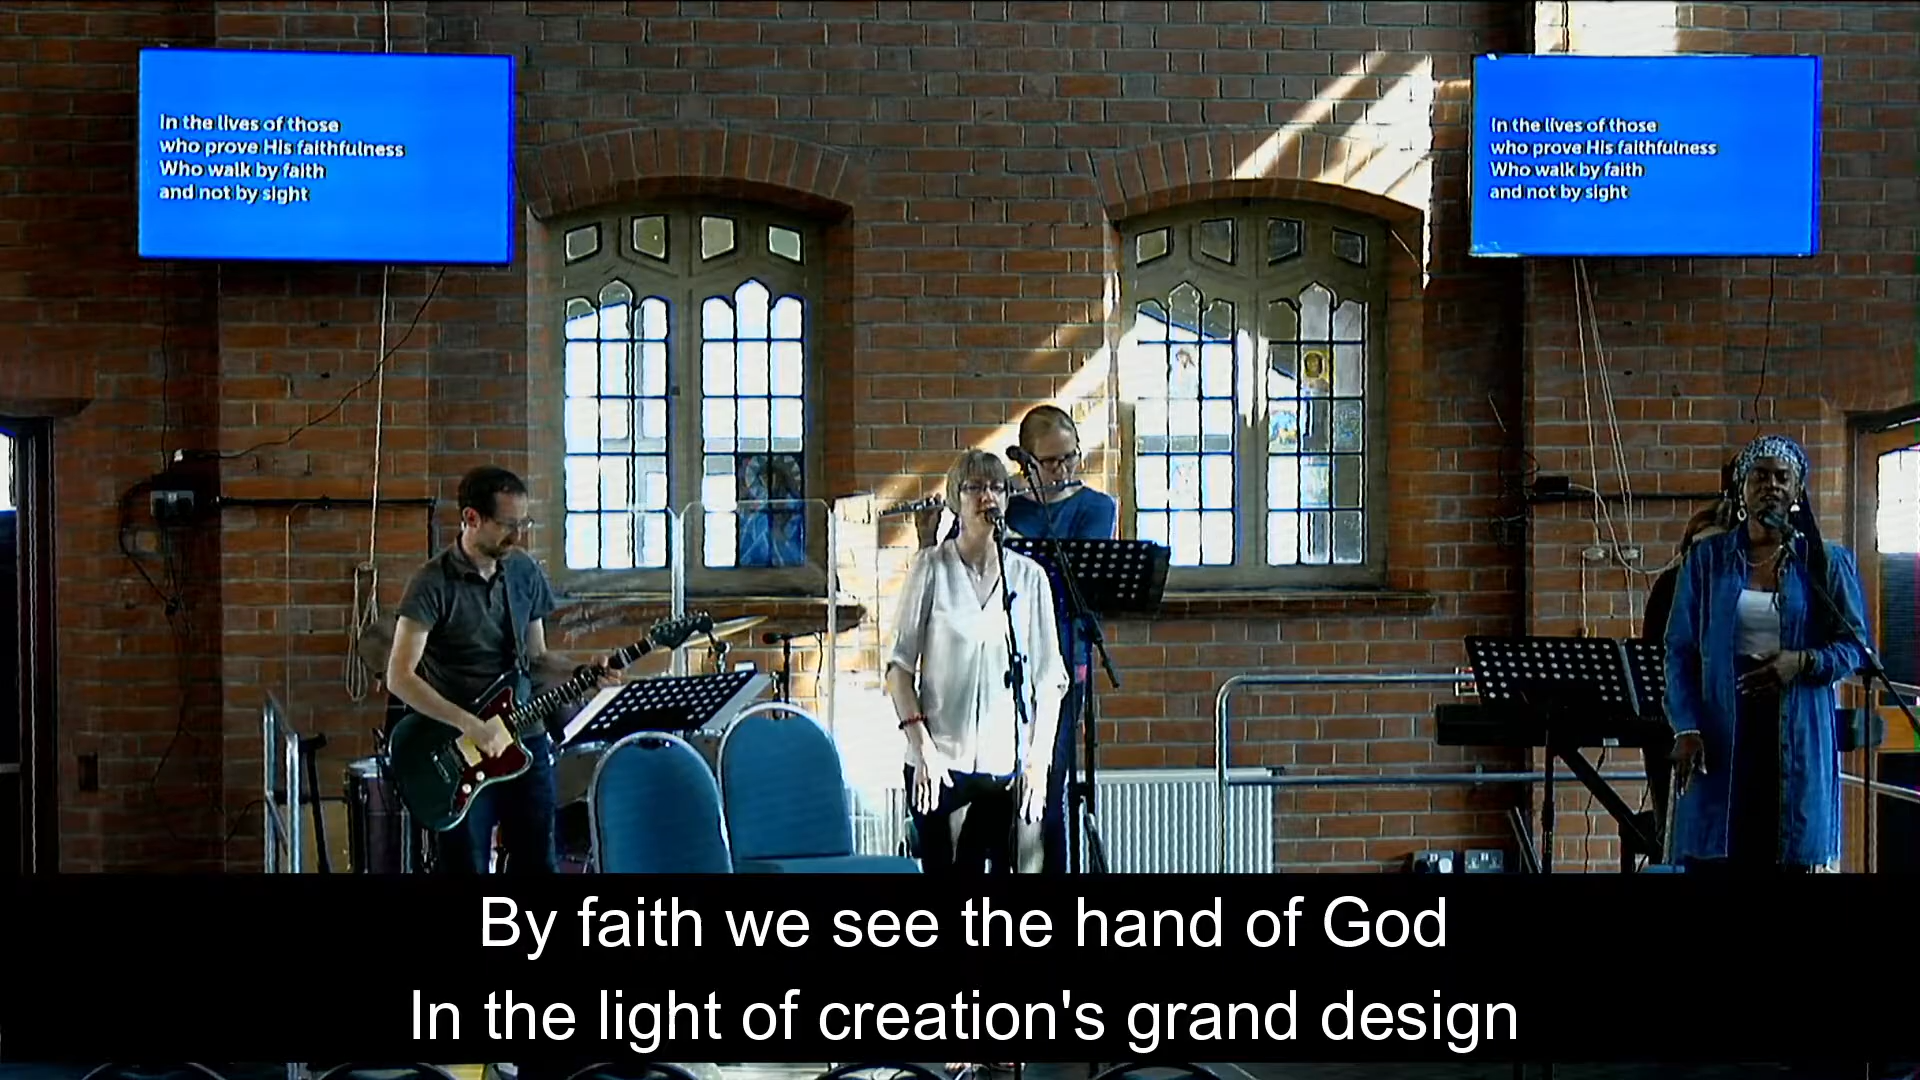 In the lives of those
who prove His faithfulness
Who walk by faith
and not by sight
In the lives of those
who prove His faithfulness
Who walk by faith
and not by sight
By faith we see the hand of God
In the light of creation's grand design